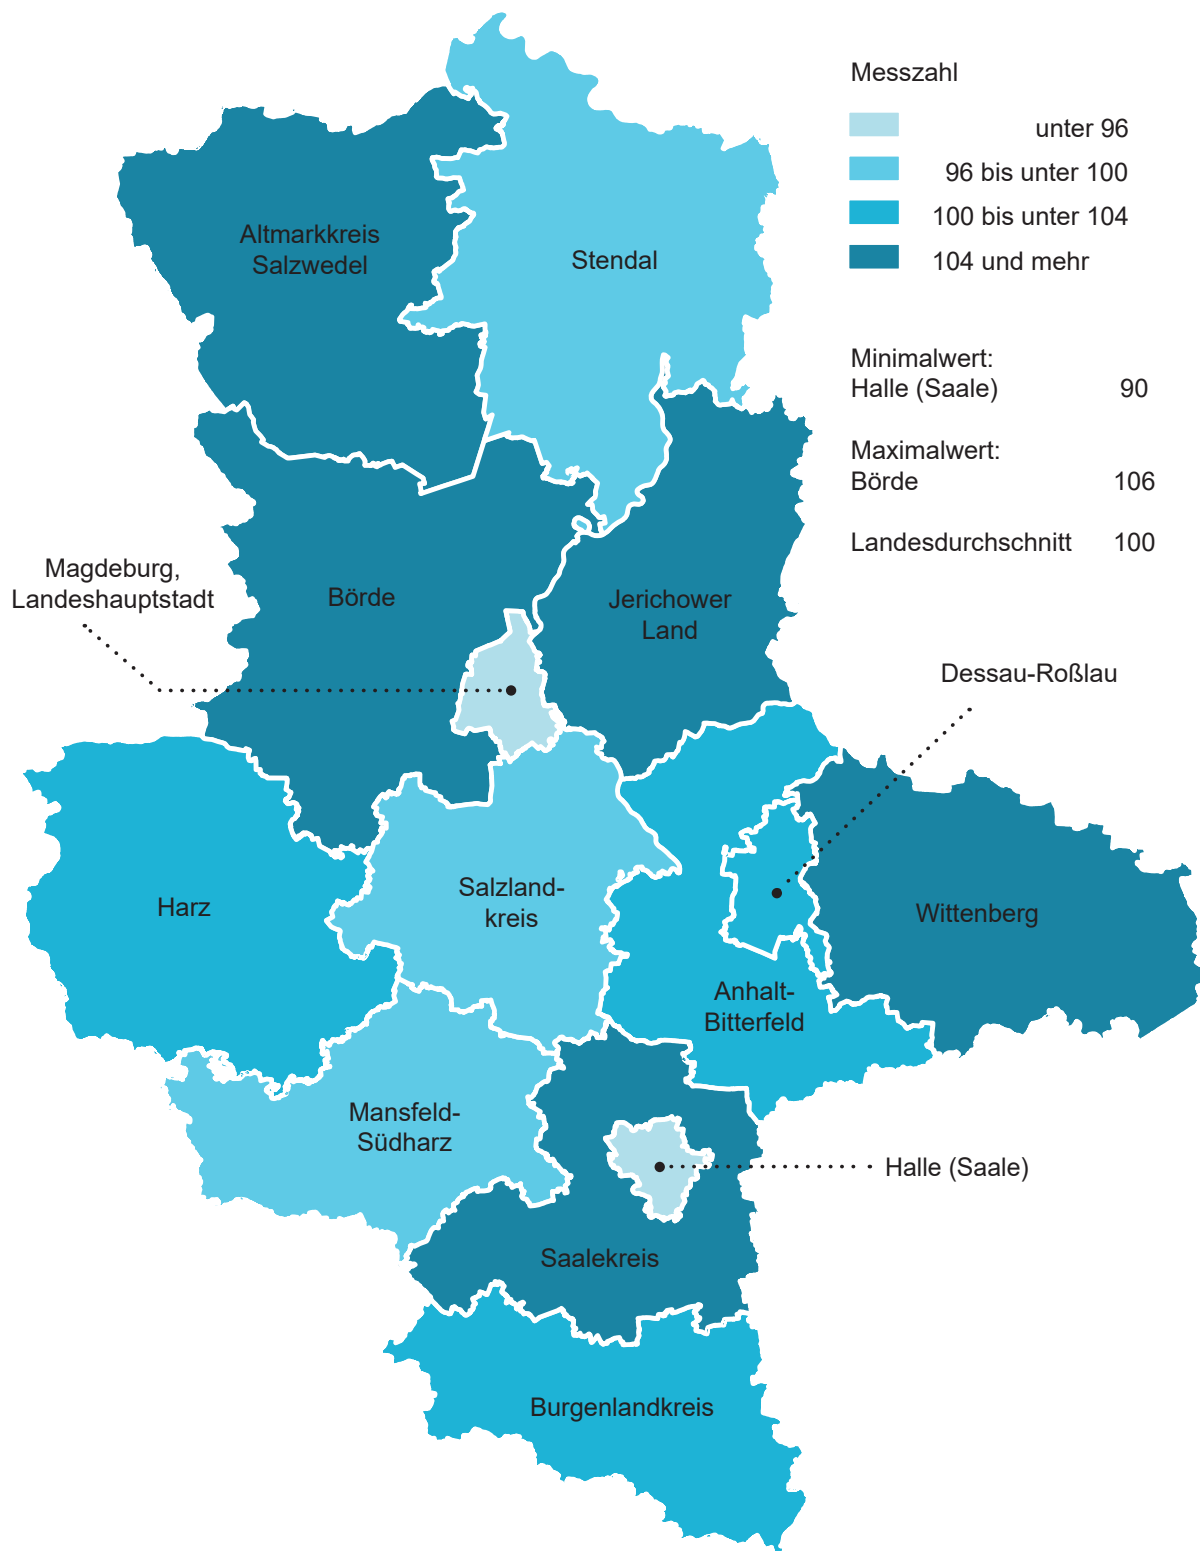 Messzahl
unter 96
96 bis unter 100
100 bis unter 104
104 und mehr
Minimalwert:
Halle (Saale) 90
Maximalwert:
Börde 106
Landesdurchschnitt 100
Altmarkkreis
Salzwedel
Stendal
Magdeburg,
Landeshauptstadt
Börde
Jerichower
Land
Dessau-Roßlau
Harz
Salzland-
kreis
Wittenberg
Anhalt-
Bitterfeld
Mansfeld-
Südharz
Halle (Saale)
Saalekreis
Burgenlandkreis